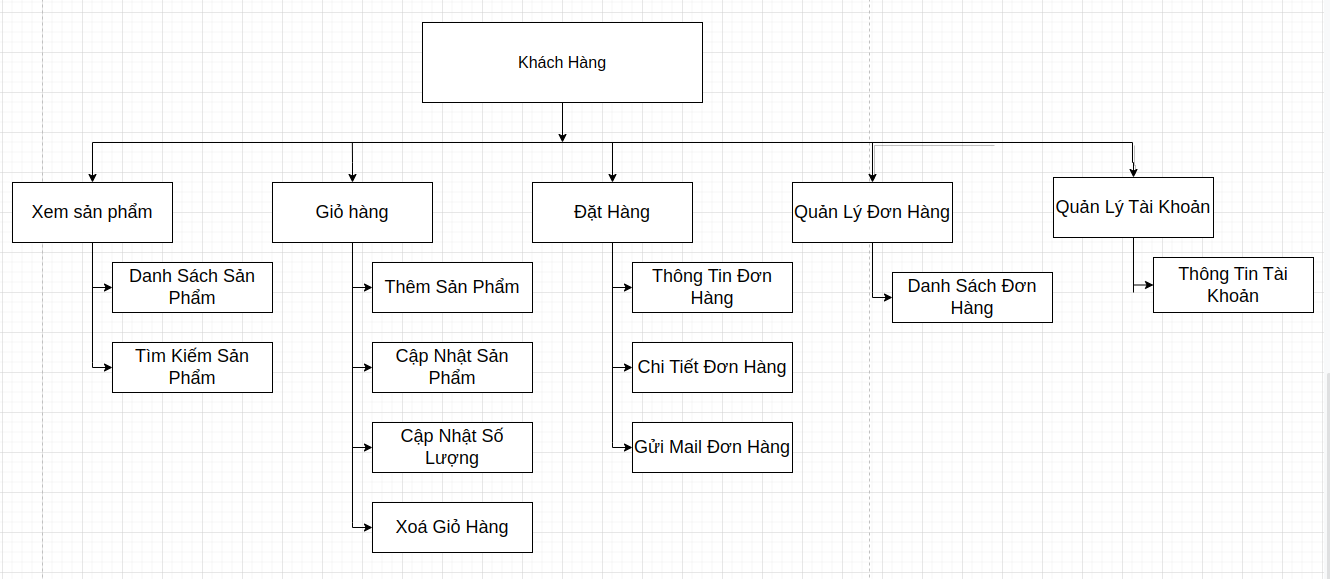 Khách Hàng
Xem sản phẩm
Giỏ hàng
Đặt Hàng
Quản Lý Đơn Hàng
Quản Lý Tài Khoản
Danh Sách Sản
Phẩm
Tìm Kiếm Sản
Phẩm
Thêm Sản Phẩm
Cập Nhật Sản
Phẩm
Cập Nhật Số
Lượng
Xoá Giỏ Hàng
Thông Tin Đơn
Hàng
Chi Tiết Đơn Hàng
Gửi Mail Đơn Hàng
Danh Sách Đơn
Hàng
Thông Tin Tài
Khoản